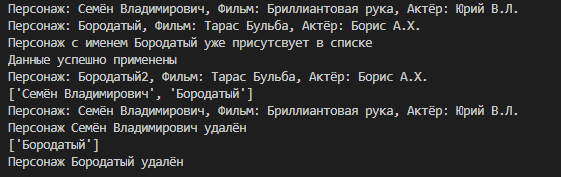 Персонаж: Семён Владимирович, Фильм: Бриллиантовая рука, Актёр: Юрий В.Л.
Персонаж: Бородатый, Фильм: Тарас Бульба, Актёр: Борис А.Х.
Персонаж с именем Бородатый уже присутсвует в списке
Данные успешно применены
Персонаж: Бородатый2, Фильм: Тарас Бульба, Актёр: Борис А.Х.
['Семён Владимирович', 'Бородатый']
Персонаж: Семён Владимирович, Фильм: Бриллиантовая рука, Актёр: Юрий В.Л.
Персонаж Семён Владимирович удалён
['Бородатый']
Персонаж Бородатый удалён